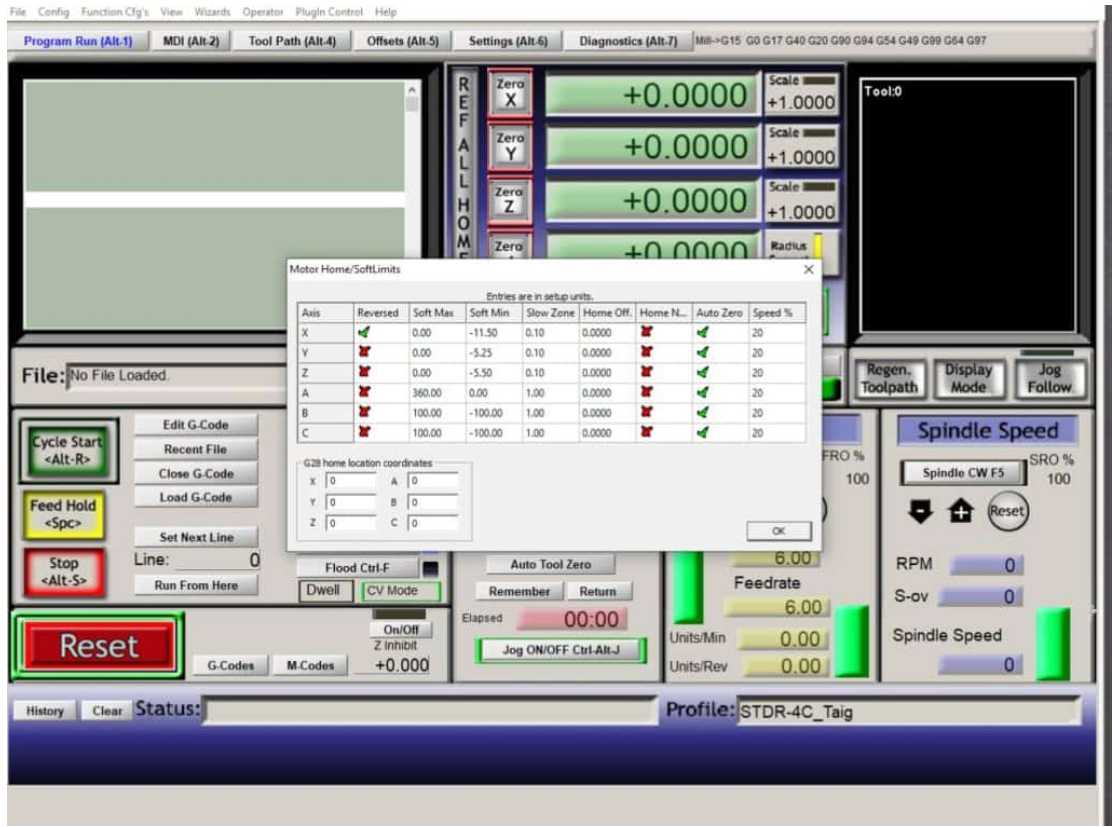 File Config Function Cfg's View Wizards Operator PlugIn Control Help
Program Run (Alt-1) MDI (Alt-2) Tool Path (Alt-4) Offsets (Alt-5) Settings (Alt-6) Diagnostics (Alt-7) Mill->G15 G0 G17 G40 G20 G90 G94 G54 G49 G99 G64 G97
REF ALL HOME
Zero X +0.0000 Scale +1.0000
Zero Y +0.0000 Scale +1.0000
Zero Z +0.0000 Scale +1.0000
Zero +0.0000 Radius
Tool:0
Motor Home/SoftLimits
Entries are in setup units.
Axis Reversed Soft Max Soft Min Slow Zone Home Off. Home N... Auto Zero Speed %
X 0.00 -11.50 0.10 0.0000 20
Y 0.00 -5.25 0.10 0.0000 20
Z 0.00 -5.50 0.10 0.0000 20
A 360.00 0.00 1.00 0.0000 20
B 100.00 -100.00 1.00 0.0000 20
C 100.00 -100.00 1.00 0.0000 20
G28 home location coordinates
X 0 A 0
Y 0 B 0
Z 0 C 0
OK
File: No File Loaded.
Regen. Toolpath
Display Mode
Jog Follow
Cycle Start <Alt-R>
Feed Hold <Spc>
Stop <Alt-S>
Edit G-Code
Recent File
Close G-Code
Load G-Code
Set Next Line
Line: 0
Run From Here
Flood Ctrl-F
Dwell CV Mode
Reset
G-Codes M-Codes
On/Off
Z Inhibit
+0.000
Auto Tool Zero
Remember Return
Elapsed 00:00
Jog ON/OFF Ctrl-Alt-J
FRO %
100
6.00
Feedrate
6.00
Units/Min 0.00
Units/Rev 0.00
Spindle Speed
Spindle CW F5
SRO %
100
Reset
RPM 0
S-ov 0
Spindle Speed
0
History Clear Status:
Profile: STDR-4C_Taig